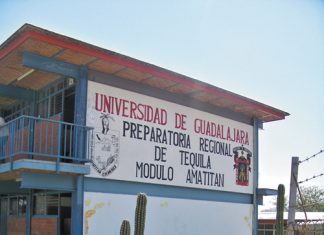 UNIVERSIDAD DE GUADALAJARA
PREPARATORIA REGIONAL
DE TEQUILA
MODULO AMATITAN